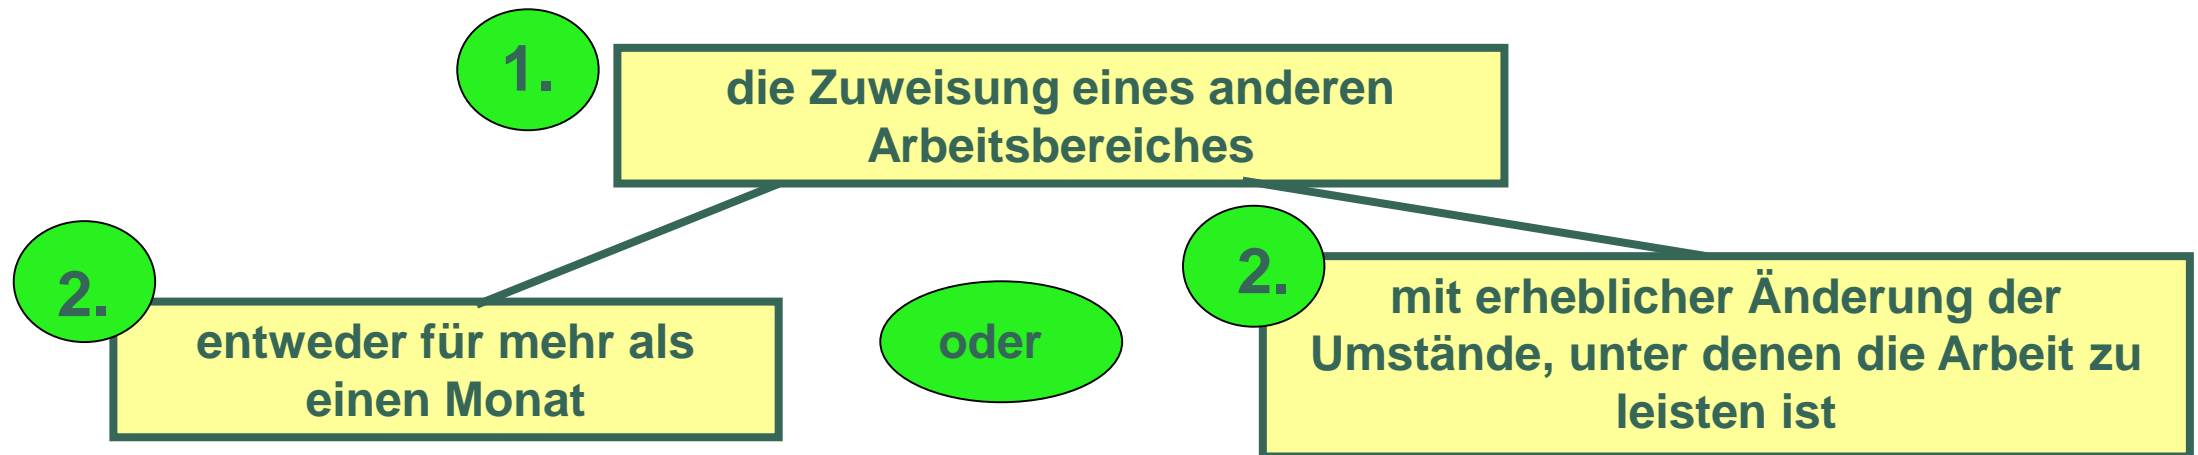 1.
die Zuweisung eines anderen
Arbeitsbereiches
2.
entweder für mehr als
einen Monat
oder
2.
mit erheblicher Änderung der
Umstände, unter denen die Arbeit zu
leisten ist